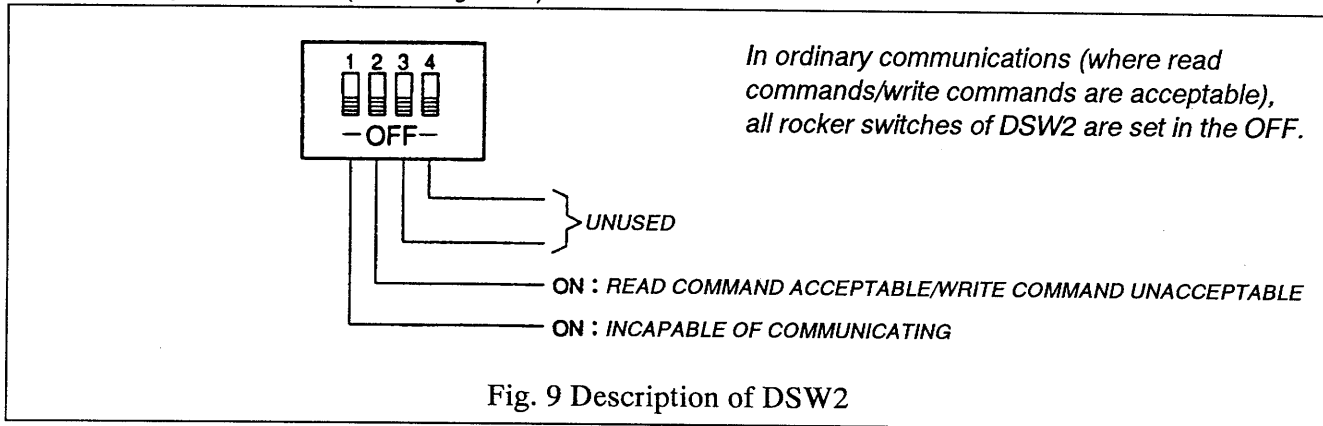 1 2 3 4
－OFF－
In ordinary communications (where read
commands/write commands are acceptable),
all rocker switches of DSW2 are set in the OFF.
UNUSED
ON : READ COMMAND ACCEPTABLE/WRITE COMMAND UNACCEPTABLE
ON : INCAPABLE OF COMMUNICATING
Fig. 9 Description of DSW2